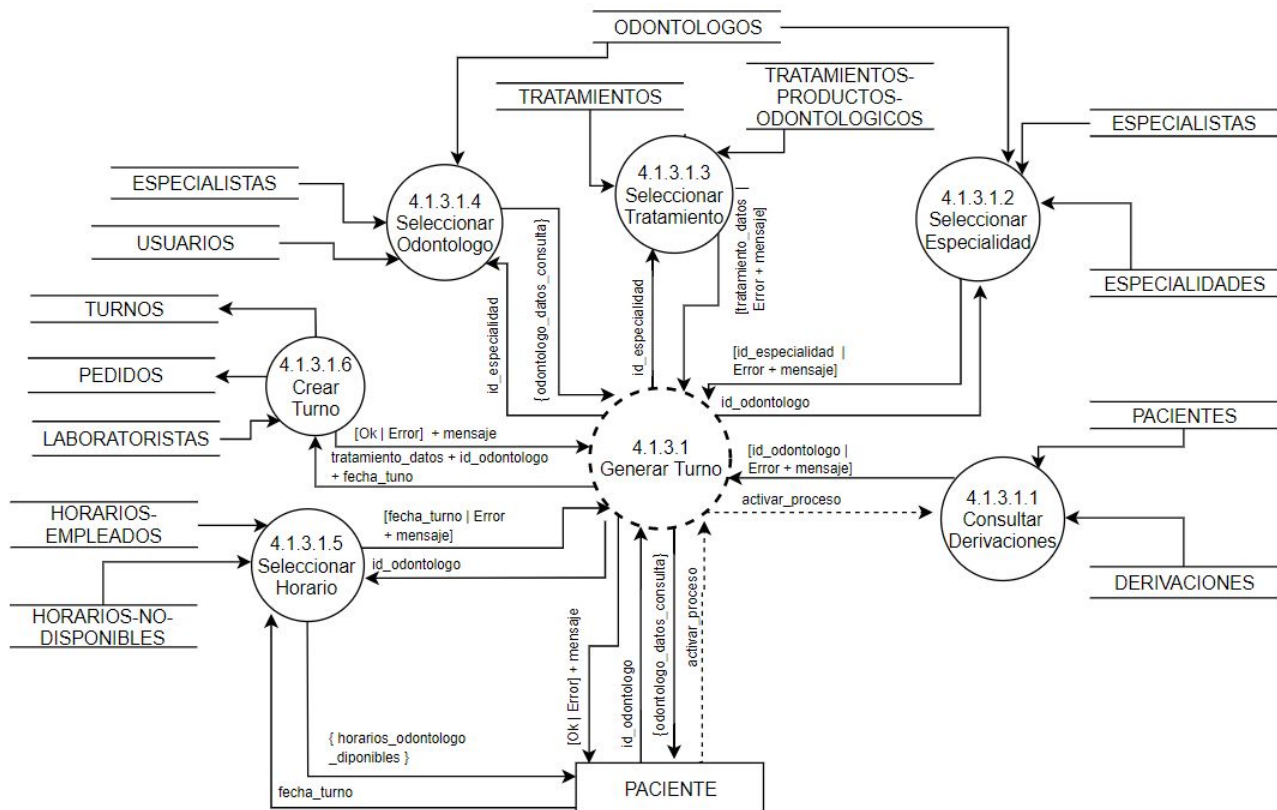 ODONTOLOGOS
TRATAMIENTOS
TRATAMIENTOS-
PRODUCTOS-
ODONTOLOGICOS
ESPECIALISTAS
ESPECIALISTAS
USUARIOS
4.1.3.1.4
Seleccionar
Odontologo
4.1.3.1.3
Seleccionar
Tratamiento
4.1.3.1.2
Seleccionar
Especialidad
ESPECIALIDADES
id_especialidad
{odontologo_datos_consulta}
id_especialidad
[tratamiento_datos |
Error + mensaje]
[id_especialidad |
Error + mensaje]
id_odontologo
TURNOS
PEDIDOS
LABORATORISTAS
4.1.3.1.6
Crear
Turno
[Ok | Error] + mensaje
tratamiento_datos + id_odontologo
+ fecha_tuno
4.1.3.1
Generar Turno
PACIENTES
[id_odontologo |
Error + mensaje]
activar_proceso
4.1.3.1.1
Consultar
Derivaciones
DERIVACIONES
HORARIOS-
EMPLEADOS
HORARIOS-NO-
DISPONIBLES
4.1.3.1.5
Seleccionar
Horario
[fecha_turno | Error
+ mensaje]
id_odontologo
[Ok | Error] + mensaje
id_odontologo
{odontologo_datos_consulta}
activar_proceso
{ horarios_odontologo
_diponibles }
fecha_turno
PACIENTE